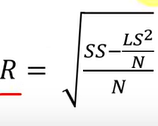 R = √((SS−LS²/N)/N)